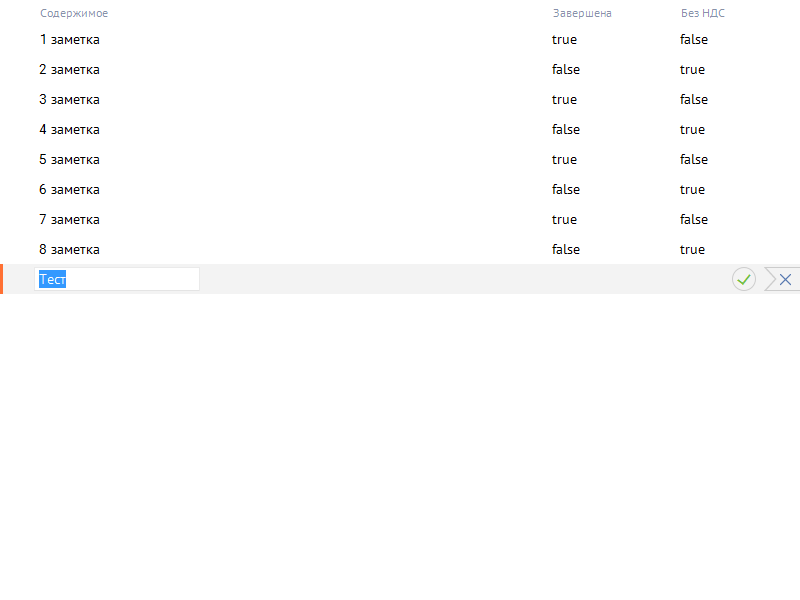 Содержимое Завершена Без НДС
1 заметка true false
2 заметка false true
3 заметка true false
4 заметка false true
5 заметка true false
6 заметка false true
7 заметка true false
8 заметка false true
Тест